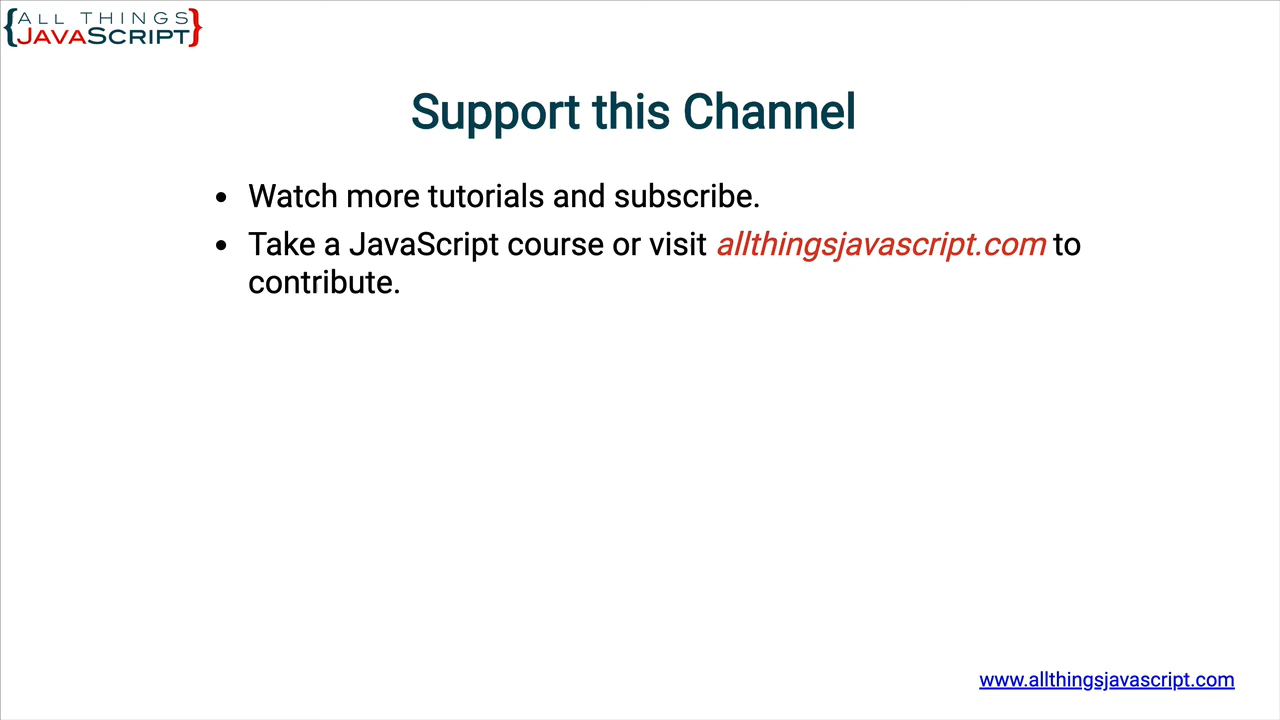 {ALL THINGS
JAVASCRIPT}
Support this Channel
• Watch more tutorials and subscribe.
• Take a JavaScript course or visit allthingsjavascript.com to
contribute.
www.allthingsjavascript.com